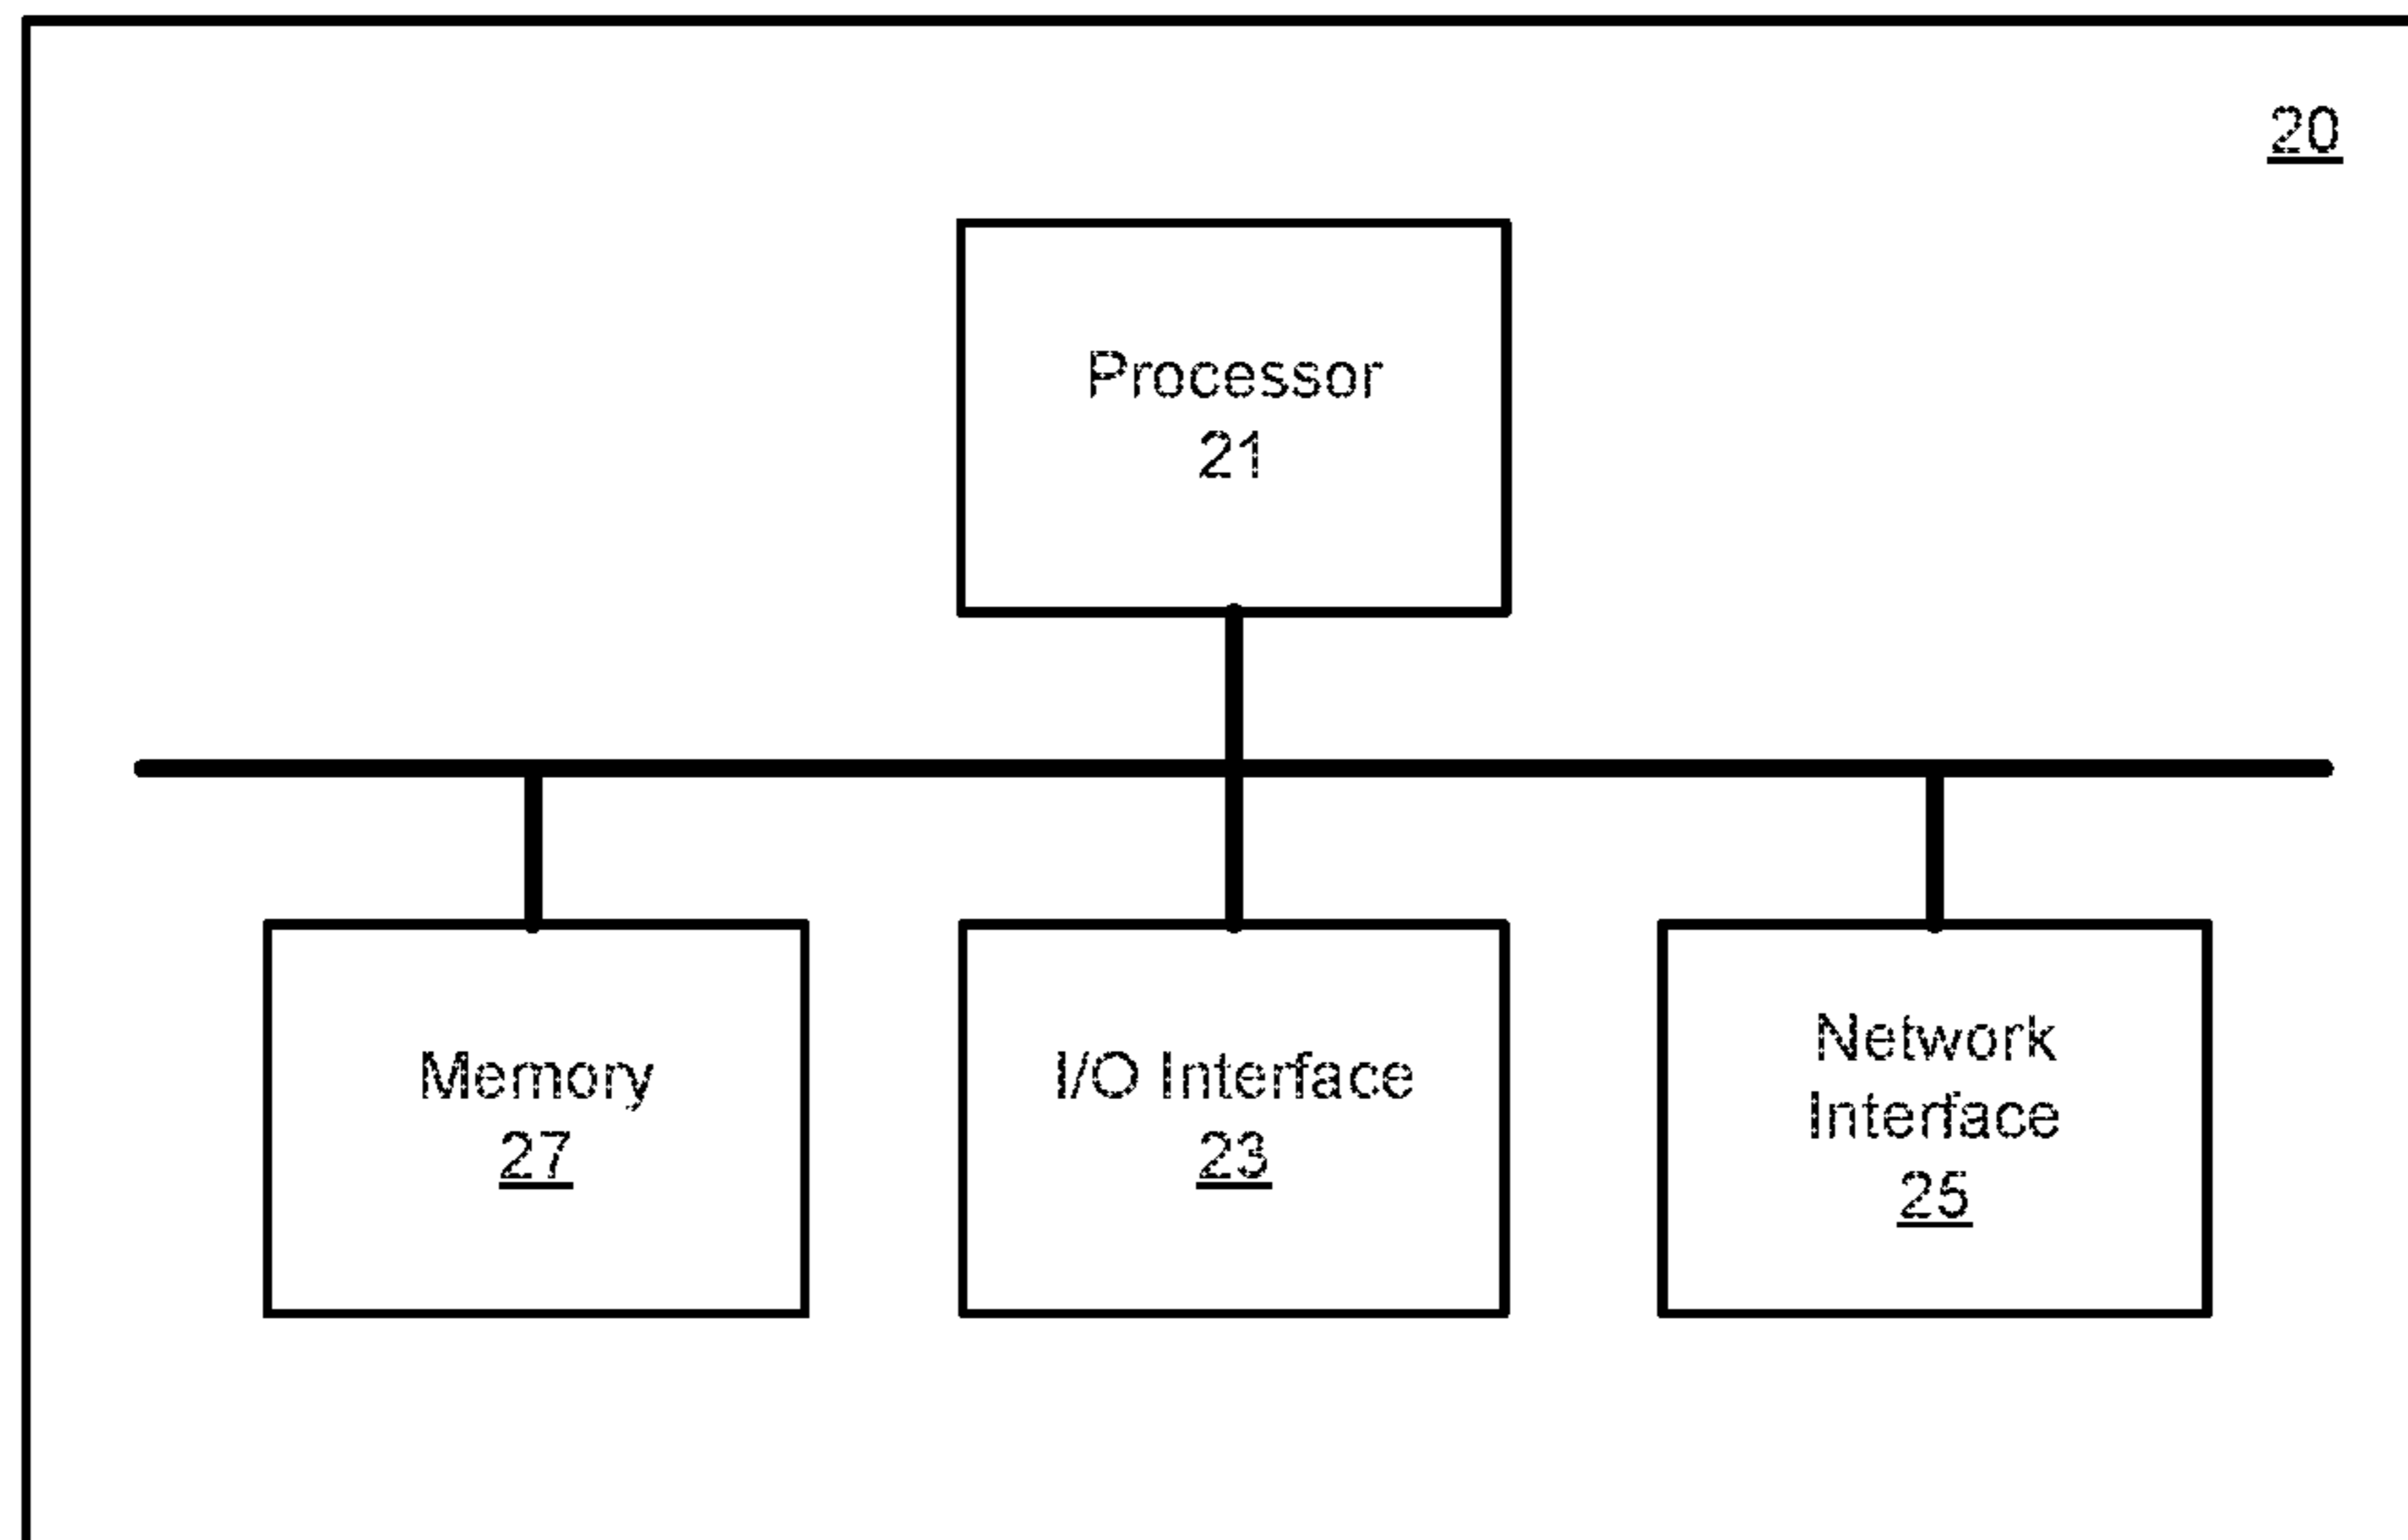 20
Processor
21
Memory
27
I/O Interface
23
Network
Interface
25